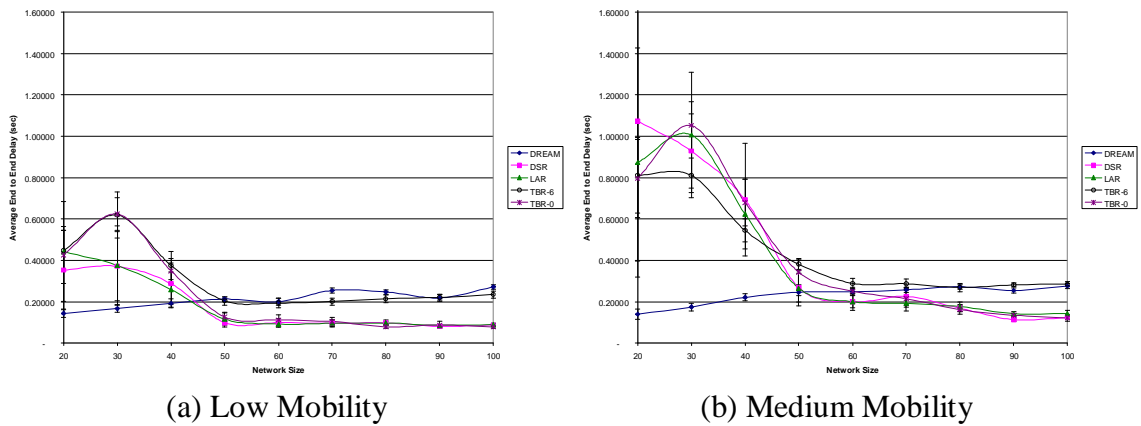 1.60000
1.40000
1.20000
1.00000
0.80000
0.60000
0.40000
0.20000
-
20 30 40 50 60 70 80 90 100
Network Size
Average End to End Delay (sec)
DREAM
DSR
LAR
TBR-6
TBR-0
(a) Low Mobility
1.60000
1.40000
1.20000
1.00000
0.80000
0.60000
0.40000
0.20000
-
20 30 40 50 60 70 80 90 100
Network Size
Average End to End Delay (sec)
DREAM
DSR
LAR
TBR-6
TBR-0
(b) Medium Mobility